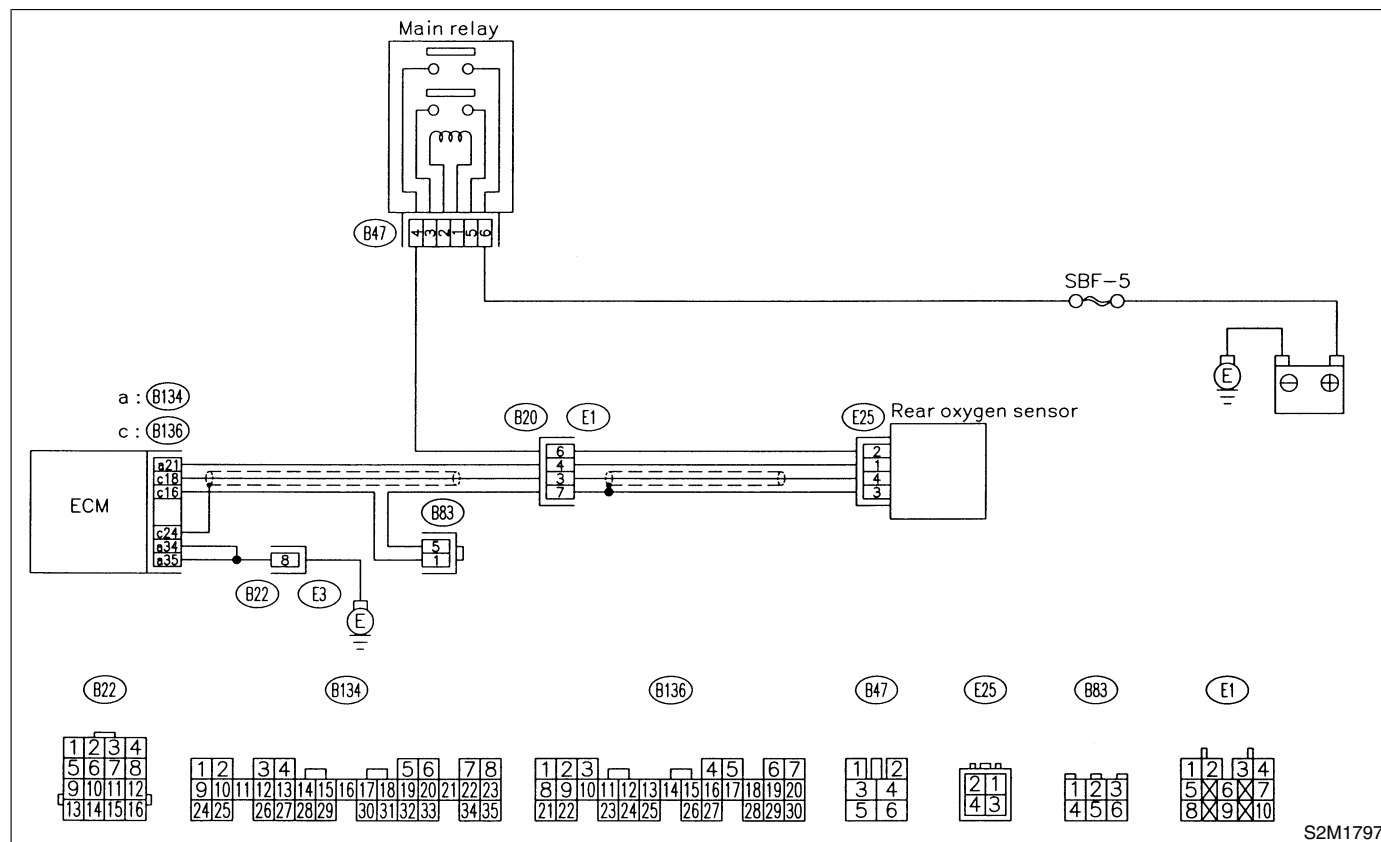 Main relay
B47
4 3 2 1 5 6
SBF-5
E
⊖ ⊕
a : B134
c : B136
B20 E1
E25
Rear oxygen sensor
ECM
a21
c18
c16
c24
a34
a35
6
4
3
7
2
1
4
3
B83
5
1
8
B22 E3
E
B22
B134
B136
B47
E25
B83
E1
1 2 3 4
5 6 7 8
9 10 11 12
13 14 15 16
1 2 3 4 5 6 7 8
9 10 11 12 13 14 15 16 17 18 19 20 21 22 23
24 25 26 27 28 29 30 31 32 33 34 35
1 2 3 4 5 6 7
8 9 10 11 12 13 14 15 16 17 18 19 20
21 22 23 24 25 26 27 28 29 30
1 2
3 4
5 6
2 1
4 3
1 2 3
4 5 6
1 2 3 4
5 6 7
8 9 10
S2M1797